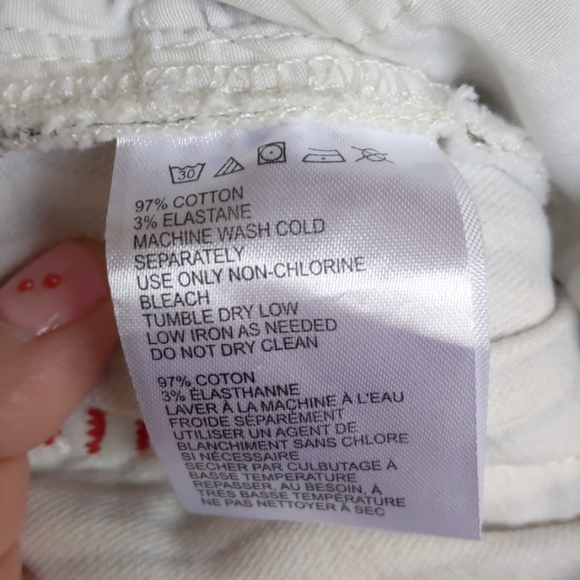 30
97% COTTON
3% ELASTANE
MACHINE WASH COLD
SEPARATELY
USE ONLY NON-CHLORINE
BLEACH
TUMBLE DRY LOW
LOW IRON AS NEEDED
DO NOT DRY CLEAN
97% COTON
3% ÉLASTHANNE
LAVER À LA MACHINE À L'EAU
FROIDE SÉPARÉMENT
UTILISER UN AGENT DE
BLANCHIMENT SANS CHLORE
SI NÉCESSAIRE
SECHER PAR CULBUTAGE À
BASSE TEMPERATURE
REPASSER, AU BESOIN, À
TRÈS BASSE TEMPÉRATURE
NE PAS NETTOYER À SEC